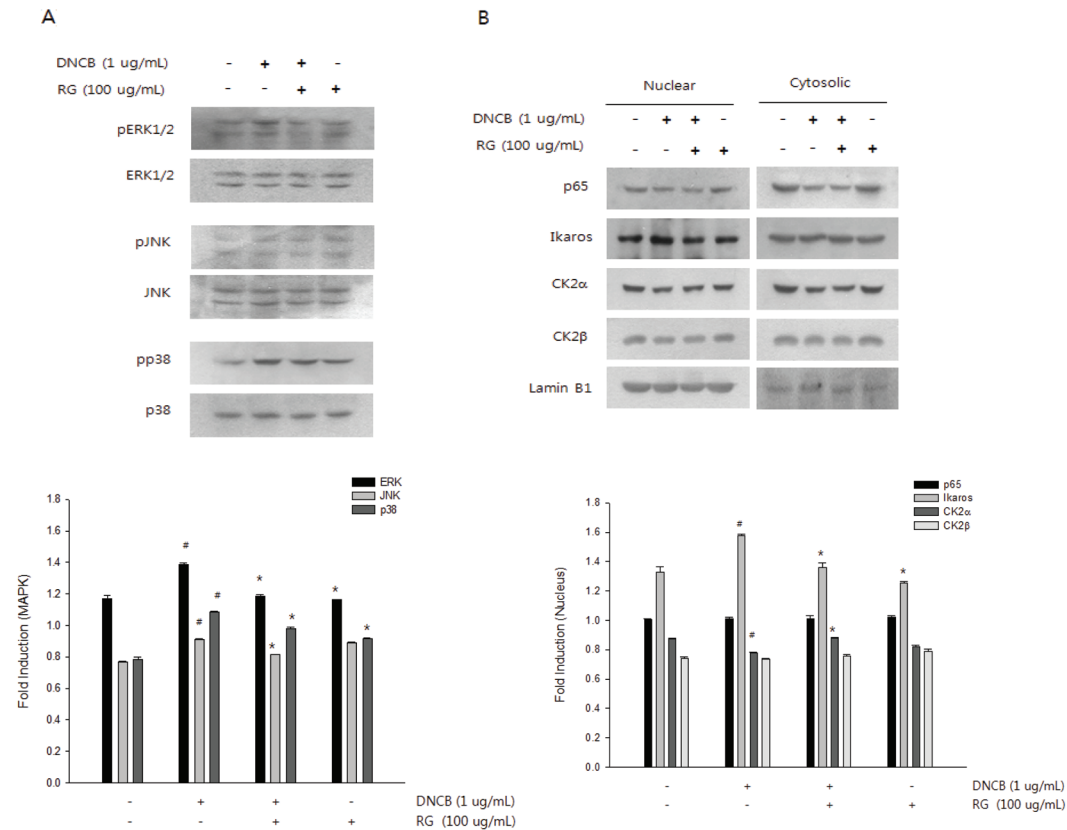 A
DNCB (1 ug/mL) - + + -
RG (100 ug/mL) - - + +
pERK1/2
ERK1/2
pJNK
JNK
pp38
p38
ERK
JNK
p38
Fold Induction (MAPK)
1.8
1.6
1.4
1.2
1.0
0.8
0.6
0.4
0.2
0.0
# # #
* * *
* *
- + + - DNCB (1 ug/mL)
- - + + RG (100 ug/mL)
B
Nuclear Cytosolic
DNCB (1 ug/mL) - + + - - + + -
RG (100 ug/mL) - - + + - - + +
p65
Ikaros
CK2α
CK2β
Lamin B1
p65
Ikaros
CK2α
CK2β
Fold Induction (Nucleus)
1.8
1.6
1.4
1.2
1.0
0.8
0.6
0.4
0.2
0.0
# #
* *
*
- + + - DNCB (1 ug/mL)
- - + + RG (100 ug/mL)